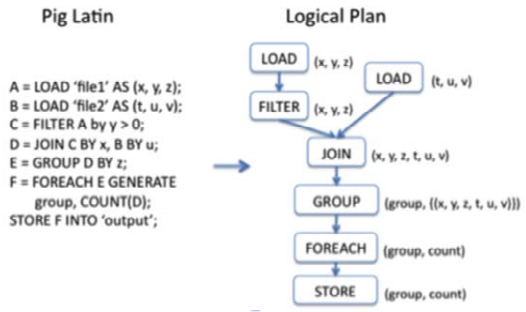 Pig Latin
A = LOAD 'file1' AS (x, y, z);
B = LOAD 'file2' AS (t, u, v);
C = FILTER A by y > 0;
D = JOIN C BY x, B BY u;
E = GROUP D BY z;
F = FOREACH E GENERATE
group, COUNT(D);
STORE F INTO 'output';
Logical Plan
LOAD (x, y, z)
LOAD (t, u, v)
FILTER (x, y, z)
JOIN (x, y, z, t, u, v)
GROUP (group, {(x, y, z, t, u, v)})
FOREACH (group, count)
STORE (group, count)